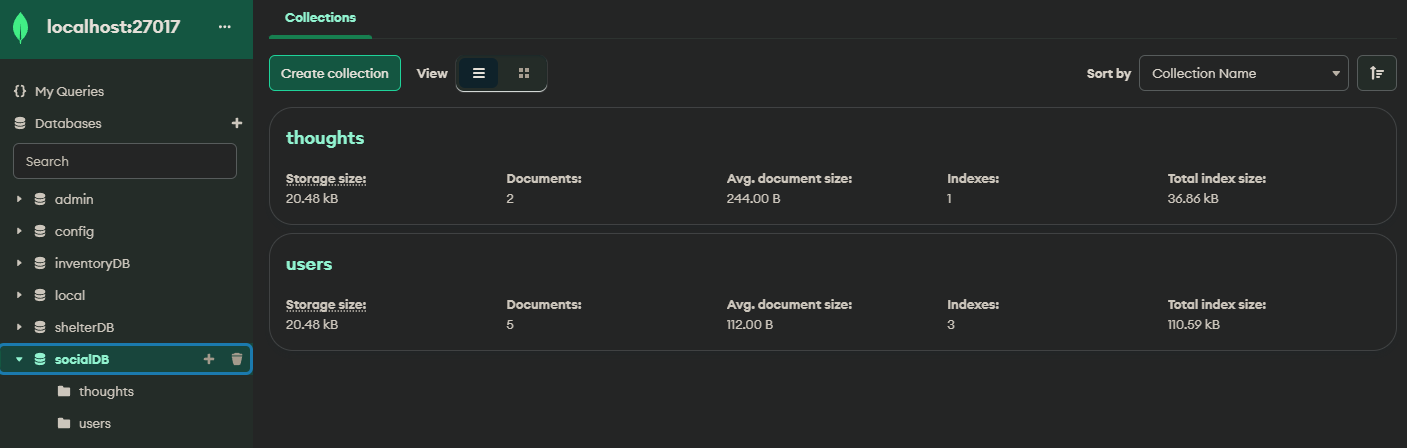 localhost:27017 ...
{} My Queries
Databases +
Search
admin
config
inventoryDB
local
shelterDB
socialDB +
thoughts
users
Collections
Create collection View
Sort by Collection Name
thoughts
Storage size: Documents: Avg. document size: Indexes: Total index size:
20.48 kB 2 244.00 B 1 36.86 kB
users
Storage size: Documents: Avg. document size: Indexes: Total index size:
20.48 kB 5 112.00 B 3 110.59 kB